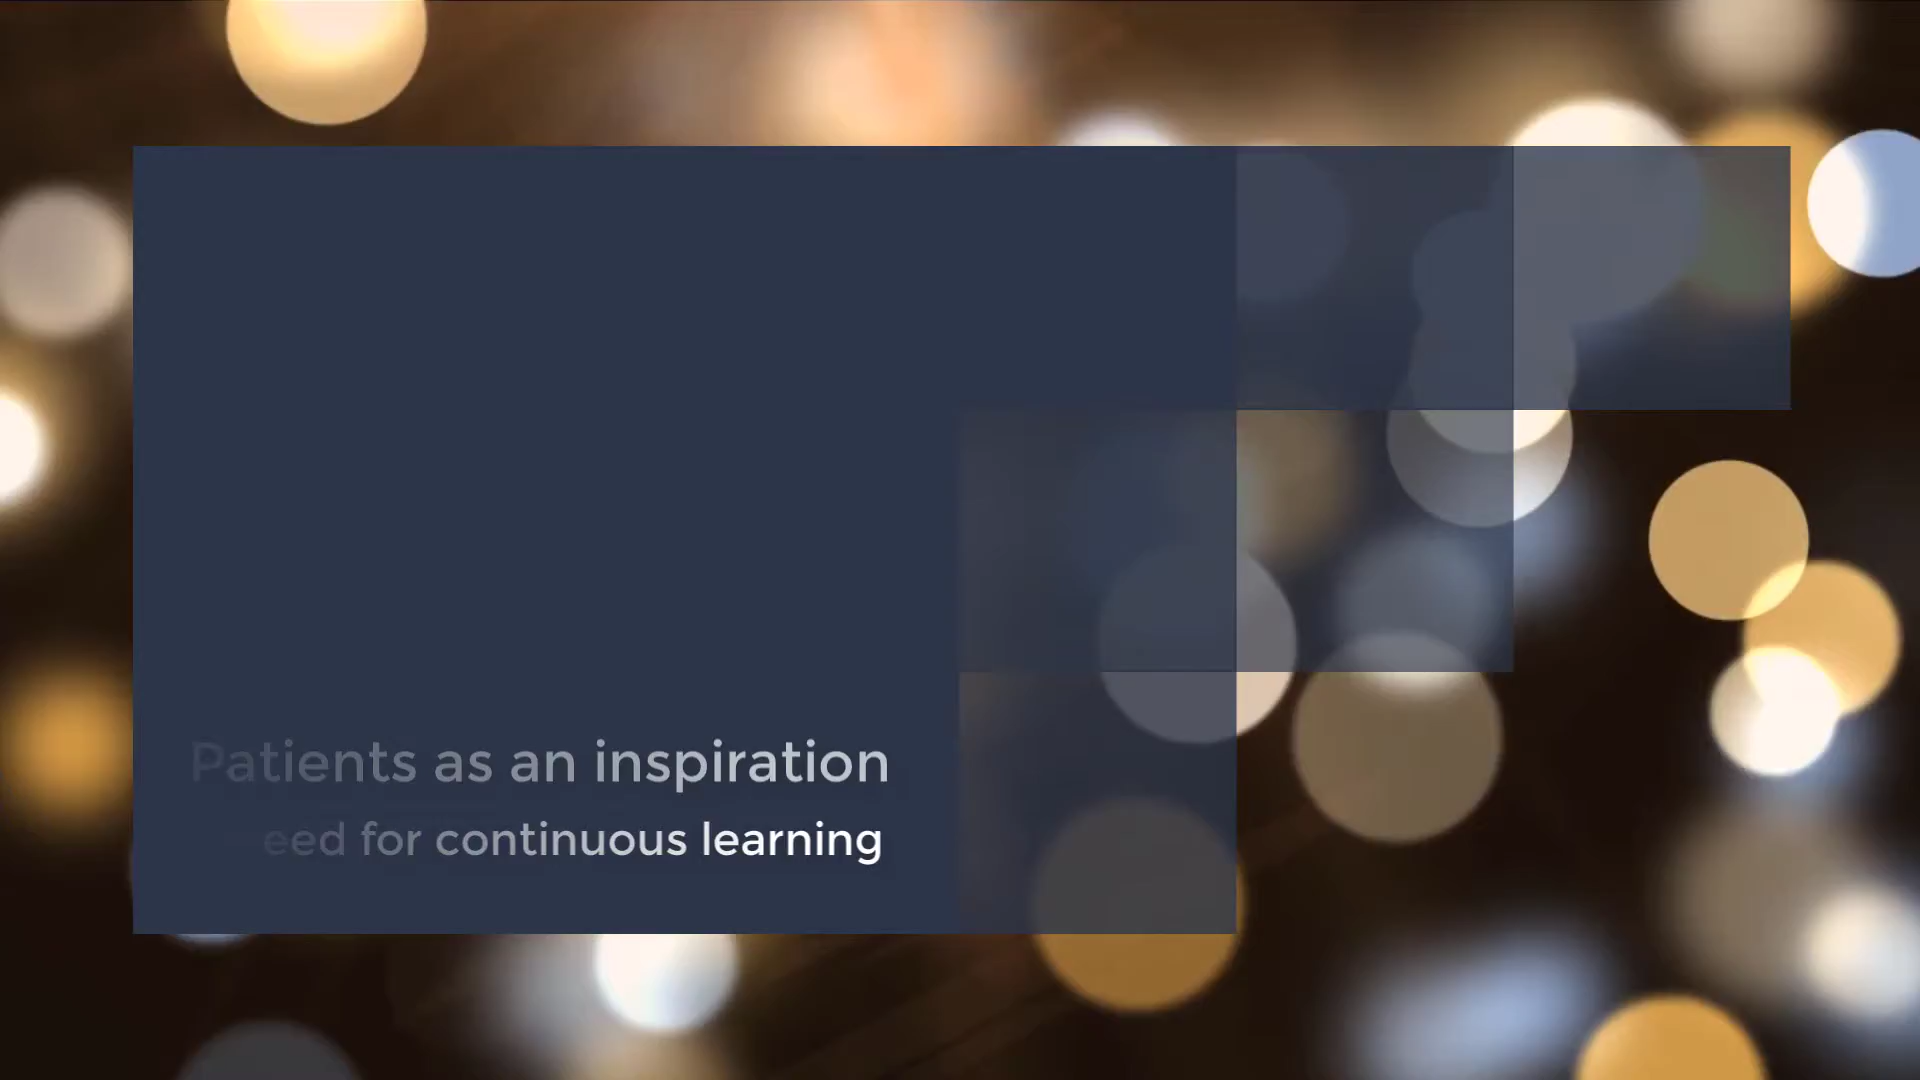 Patients as an inspiration
eed for continuous learning